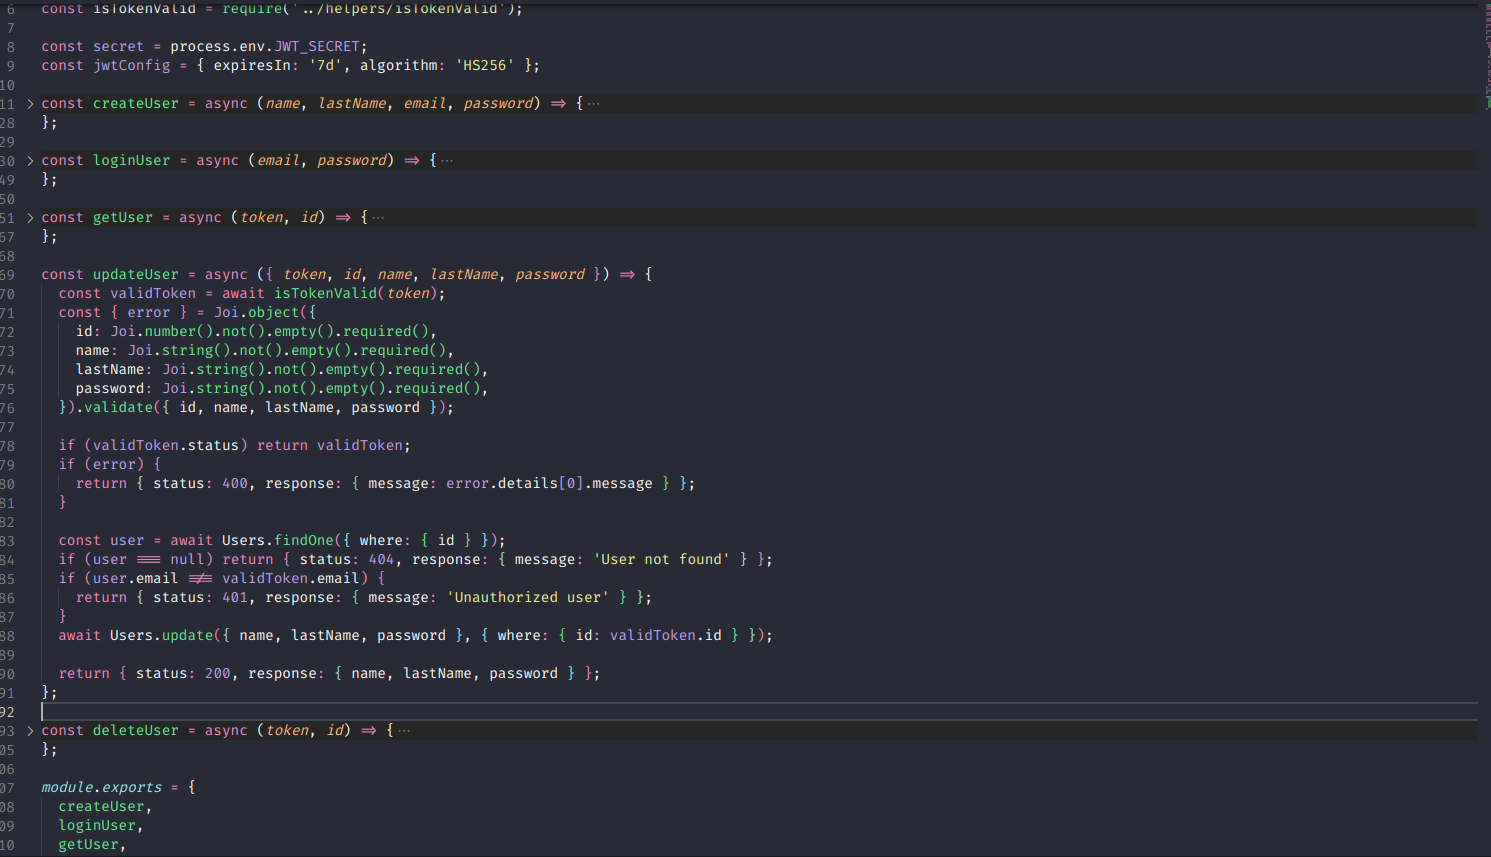 6 const isTokenValid = require('../helpers/isTokenValid');
7
8 const secret = process.env.JWT_SECRET;
9 const jwtConfig = { expiresIn: '7d', algorithm: 'HS256' };
10
11 > const createUser = async (name, lastName, email, password) => { ···
28 };
29
30 > const loginUser = async (email, password) => { ···
49 };
50
51 > const getUser = async (token, id) => { ···
67 };
68
69 const updateUser = async ({ token, id, name, lastName, password }) => {
70   const validToken = await isTokenValid(token);
71   const { error } = Joi.object({
72     id: Joi.number().not().empty().required(),
73     name: Joi.string().not().empty().required(),
74     lastName: Joi.string().not().empty().required(),
75     password: Joi.string().not().empty().required(),
76   }).validate({ id, name, lastName, password });
77
78   if (validToken.status) return validToken;
79   if (error) {
80     return { status: 400, response: { message: error.details[0].message } };
81   }
82
83   const user = await Users.findOne({ where: { id } });
84   if (user === null) return { status: 404, response: { message: 'User not found' } };
85   if (user.email !== validToken.email) {
86     return { status: 401, response: { message: 'Unauthorized user' } };
87   }
88   await Users.update({ name, lastName, password }, { where: { id: validToken.id } });
89
90   return { status: 200, response: { name, lastName, password } };
91 };
92
93 > const deleteUser = async (token, id) => { ···
05 };
06
07 module.exports = {
08   createUser,
09   loginUser,
10   getUser,